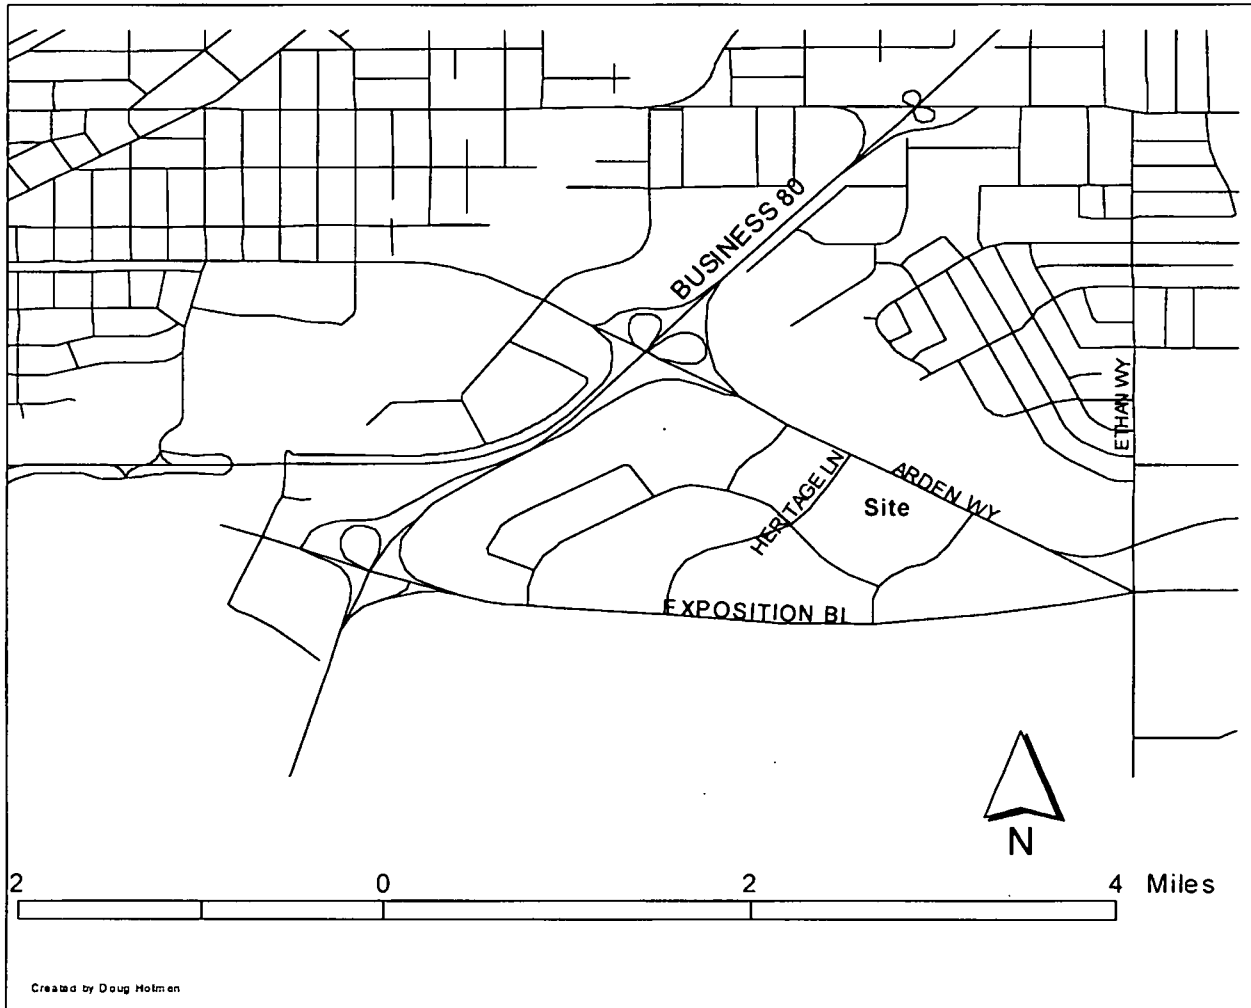 BUSINESS 80
ETHAN WY
HERITAGE LN
ARDEN WY
Site
EXPOSITION BL
N
2 0 2 4 Miles
Created by Doug Holmen